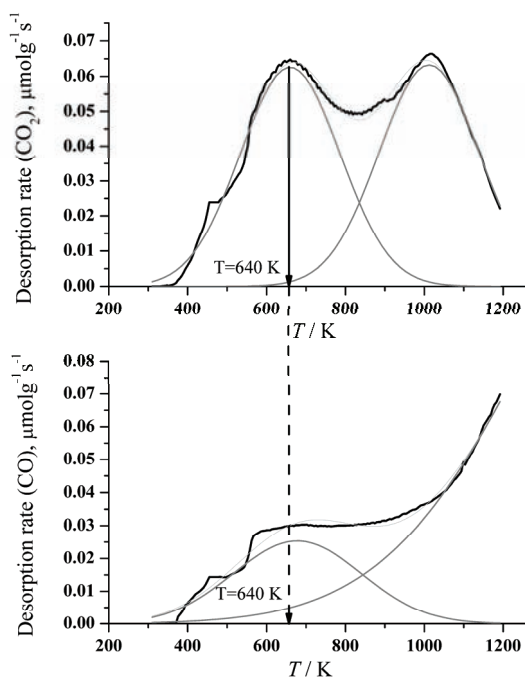 Desorption rate (CO₂), μmolg⁻¹s⁻¹
0.07
0.06
0.05
0.04
0.03
0.02
0.01
0.00
T=640 K
200 400 600 800 1000 1200
T / K
Desorption rate (CO), μmolg⁻¹s⁻¹
0.08
0.07
0.06
0.05
0.04
0.03
0.02
0.01
0.00
T=640 K
200 400 600 800 1000 1200
T / K